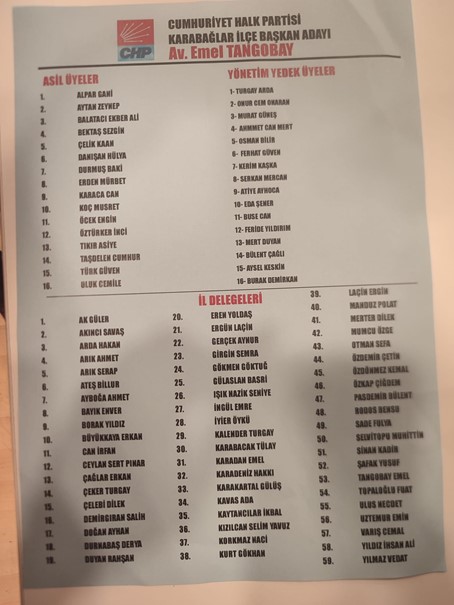 CUMHURİYET HALK PARTİSİ
KARABAĞLAR İLÇE BAŞKAN ADAYI
Av. Emel TANGOBAY
CHP
ASİL ÜYELER
1. ALPAR GANİ
2. AYTAN ZEYNEP
3. BALATACI EKBER ALİ
4. BEKTAŞ SEZGİN
5. ÇELİK KAAN
6. DANIŞAN HÜLYA
7. DURMUŞ BAKİ
8. ERDEN MÜRBET
9. KARACA CAN
10. KOÇ MUSRET
11. ÖCEK ENGİN
12. ÖZTÜRKER İNCİ
13. TIKIR ASİYE
14. TAŞDELEN CUMHUR
15. TÜRK GÜVEN
16. ULUK CEMİLE
YÖNETİM YEDEK ÜYELER
1- TURGAY ARDA
2- ONUR CEM ONARAN
3- MURAT GÜNEŞ
4- AHMMET CAN MERT
5- OSMAN DİLİR
6- FERHAT GÜVEN
7- KERİM KAŞKA
8- SERKAN MERCAN
9- ATİYE AYHOCA
10- EDA ŞENER
11- BUSE CAN
12- FERİDE YILDIRIM
13- MERT DUYAN
14- BÜLENT ÇAĞLI
15- AYSEL KESKİN
16- BURAK DEMİRKAN
İL DELEGELERİ
1. AK GÜLER
2. AKINCI SAVAŞ
3. ARDA HAKAN
4. ARIK AHMET
5. ARIK SERAP
6. ATEŞ BİLLUR
7. AYBOĞA AHMET
8. BAYIK ENVER
9. BORAK YILDIZ
10. BÜYÜKKAYA ERKAN
11. CAN İRFAN
12. CEYLAN SERT PINAR
13. ÇAĞLAR ERKAN
14. ÇEKER TURGAY
15. ÇELEBİ DİLEK
16. DEMİRGIRAN SALİH
17. DOĞAN AYHAN
18. DURNABAŞ DERYA
19. DUYAN RAHŞAN
20. EREN YOLDAŞ
21. ERGÜN LAÇİN
22. GERÇEK AYNUR
23. GİRGİN SEMRA
24. GÖKMEN GÖKTUĞ
25. GÜLASLAN BASRİ
26. IŞIK NAZİK SENİYE
27. İNGÜL EMRE
28. İYİER ÖYKÜ
29. KALENDER TURGAY
30. KARABACAK TÜLAY
31. KARADAN EMEL
32. KARADENİZ HAKKI
33. KARAKARTAL GÜLÜŞ
34. KAVAS ADA
35. KAYTANCILAR İKBAL
36. KIZILCAN SELİM YAVUZ
37. KORKMAZ NACİ
38. KURT GÖKHAN
39. LAÇİN ERGİN
40. MANDUZ POLAT
41. MERTER DİLEK
42. MUMCU ÖZGE
43. OTMAN SEFA
44. ÖZDEMİR ÇETİN
45. ÖZDÖNMEZ KEMAL
46. ÖZKAP ÇİĞDEM
47. PASDEMİR BÜLENT
48. RODOS DENSO
49. SADE FULYA
50. SELVİTOPU MUHİTTİN
51. SİNAN KADİR
52. ŞAFAK YUSUF
53. TANGOBAY EMEL
54. TOPALOĞLU FUAT
55. ULUS NECDET
56. UZTEMUR EMİN
57. VARIŞ CEMAL
58. YILDIZ İHSAN ALİ
59. YILMAZ VEDAT